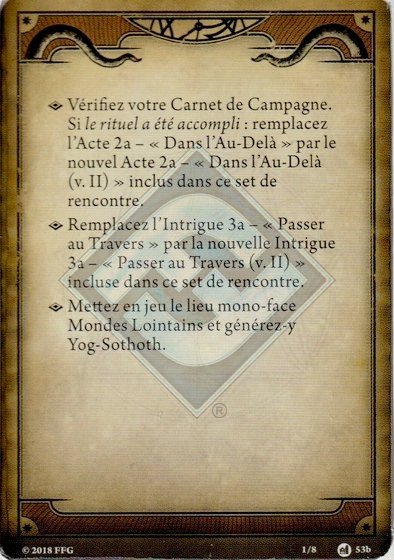 Vérifiez votre Carnet de Campagne.
Si le rituel a été accompli : remplacez
l'Acte 2a – « Dans l'Au-Delà » par le
nouvel Acte 2a – « Dans l'Au-Delà
(v. II) » inclus dans ce set de
rencontre.
Remplacez l'Intrigue 3a – « Passer
au Travers » par la nouvelle Intrigue
3a – « Passer au Travers (v. II) »
incluse dans ce set de rencontre.
Mettez en jeu le lieu mono-face
Mondes Lointains et générez-y
Yog-Sothoth.
®
© 2018 FFG 1/8 53b